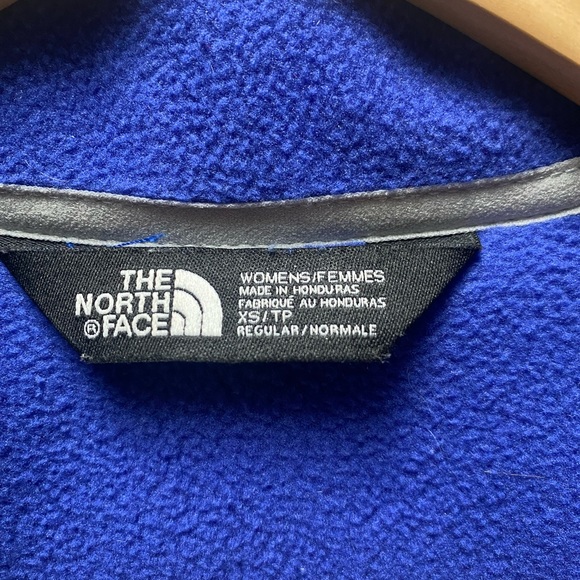 THE
NORTH
®FACE
WOMENS/FEMMES
MADE IN HONDURAS
FABRIQUÉ AU HONDURAS
XS/TP
REGULAR/NORMALE